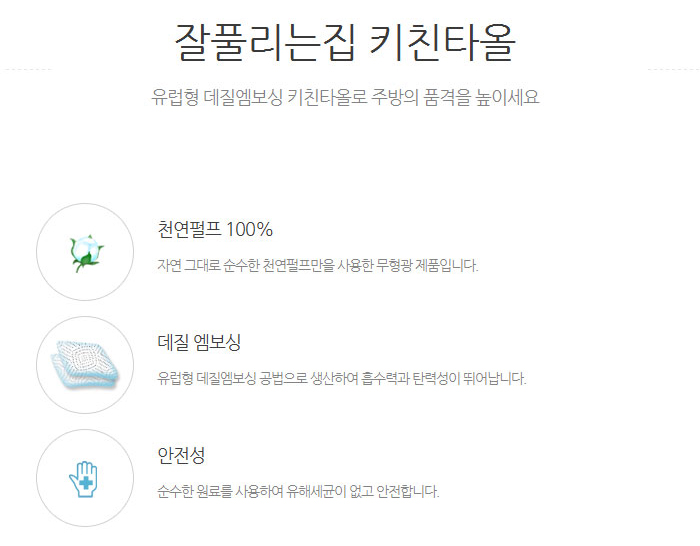 잘풀리는집 키친타올
유럽형 데질엠보싱 키친타올로 주방의 품격을 높이세요
천연펄프 100%
자연 그대로 순수한 천연펄프만을 사용한 무형광 제품입니다.
데질 엠보싱
유럽형 데질엠보싱 공법으로 생산하여 흡수력과 탄력성이 뛰어납니다.
안전성
순수한 원료를 사용하여 유해세균이 없고 안전합니다.